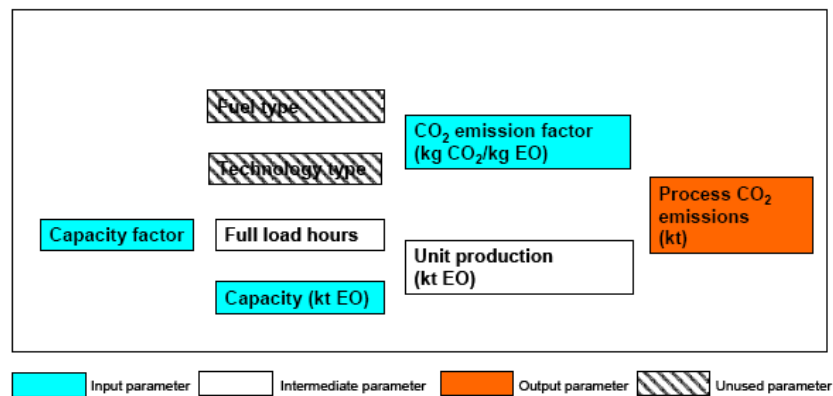 Fuel type
CO₂ emission factor
(kg CO₂/kg EO)
Technology type
Process CO₂
emissions
(kt)
Capacity factor
Full load hours
Unit production
(kt EO)
Capacity (kt EO)
Input parameter
Intermediate parameter
Output parameter
Unused parameter